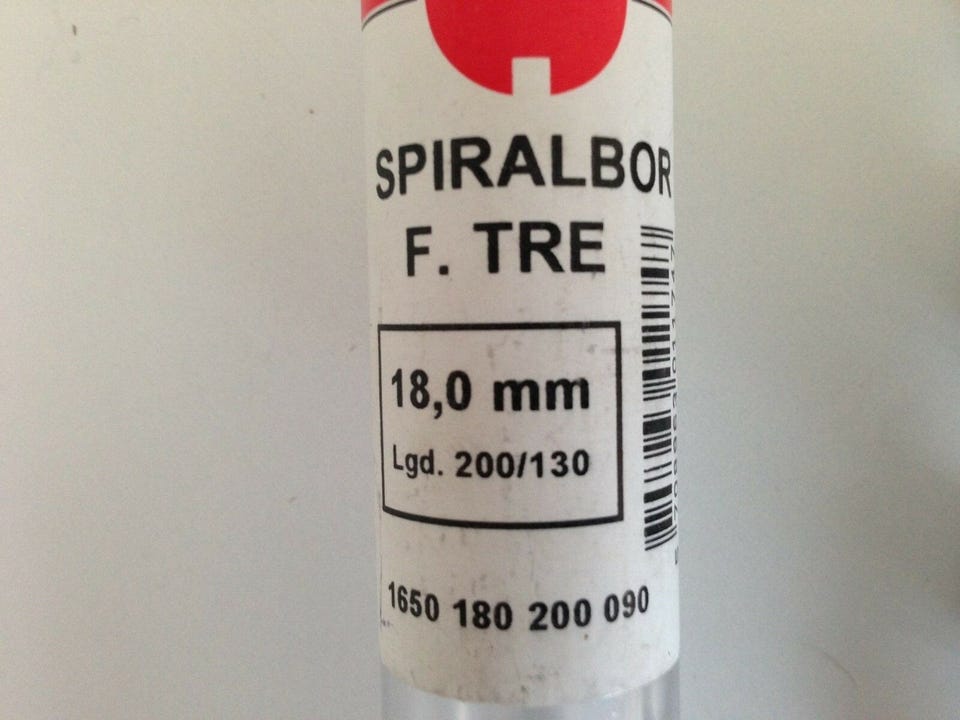 SPIRALBOR
F. TRE
18,0 mm
Lgd. 200/130
1650 180 200 090